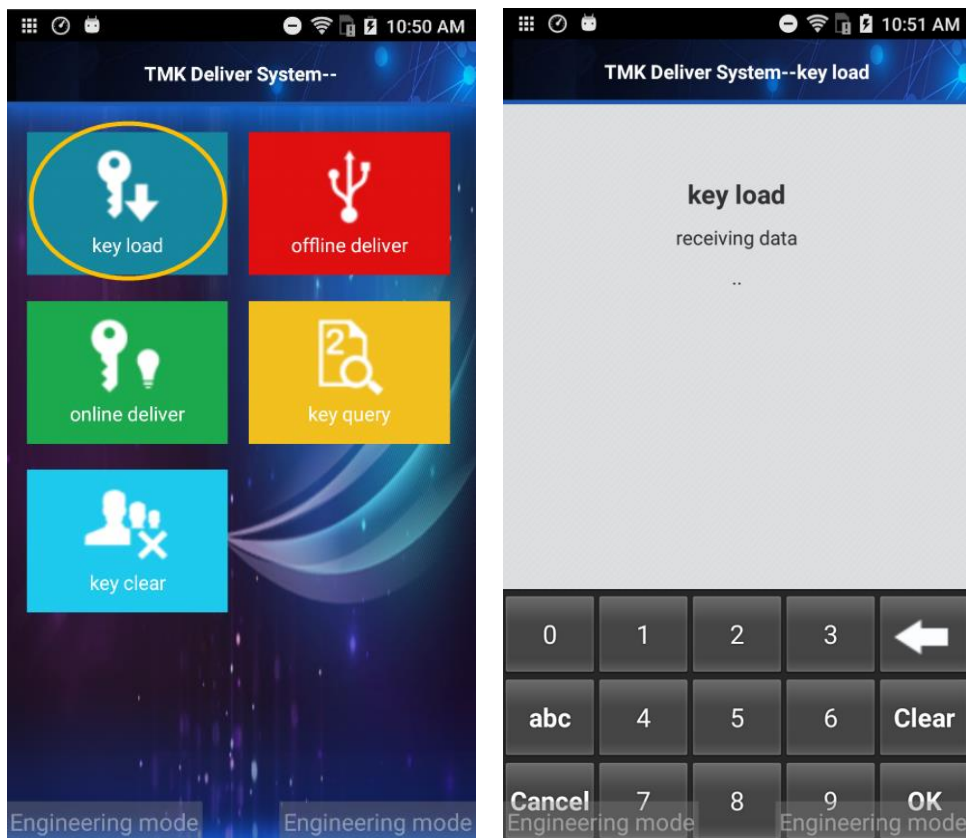 10:50 AM
TMK Deliver System--
key load
offline deliver
online deliver
2
key query
key clear
Engineering mode
Engineering mode
10:51 AM
TMK Deliver System--key load
key load
receiving data
..
0 1 2 3
abc 4 5 6 Clear
Cancel 7 8 9 OK
Engineering mode
Engineering mode